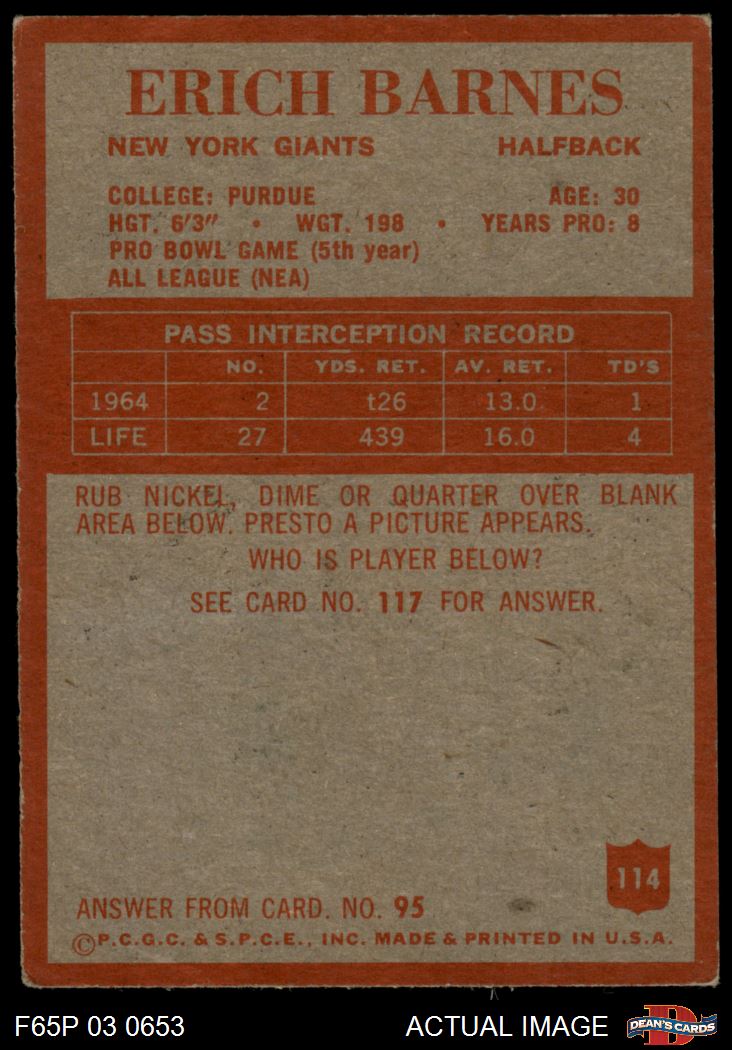 ERICH BARNES
NEW YORK GIANTS HALFBACK
COLLEGE: PURDUE AGE: 30
HGT. 6'3" • WGT. 198 • YEARS PRO: 8
PRO BOWL GAME (5th year)
ALL LEAGUE (NEA)
PASS INTERCEPTION RECORD
NO. YDS. RET. AV. RET. TD'S
1964 2 t26 13.0 1
LIFE 27 439 16.0 4
RUB NICKEL, DIME OR QUARTER OVER BLANK
AREA BELOW. PRESTO A PICTURE APPEARS.
WHO IS PLAYER BELOW?
SEE CARD NO. 117 FOR ANSWER.
114
ANSWER FROM CARD. NO. 95
©P.C.G.C. & S.P.C.E., INC. MADE & PRINTED IN U.S.A.
F65P 03 0653 ACTUAL IMAGE DEAN'S CARDS